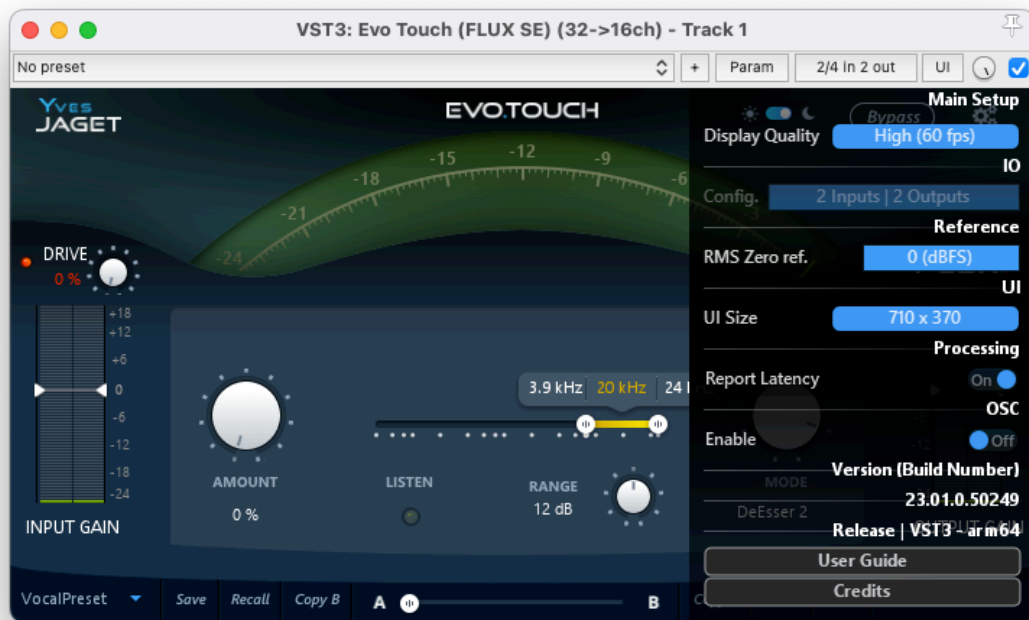 VST3: Evo Touch (FLUX SE) (32->16ch) - Track 1
No preset
+
Param
2/4 in 2 out
UI
YVES
JAGET
EVO.TOUCH
Bypass
-24
-21
-18
-15
-12
-9
-6
-3
DRIVE
0 %
+18
+12
+6
0
-6
-12
-18
-24
INPUT GAIN
AMOUNT
0 %
3.9 kHz
20 kHz
24
LISTEN
RANGE
12 dB
MODE
DeEsser 2
Main Setup
Display Quality High (60 fps)
IO
Config. 2 Inputs | 2 Outputs
Reference
RMS Zero ref. 0 (dBFS)
UI
UI Size 710 x 370
Processing
Report Latency On
OSC
Enable Off
Version (Build Number)
23.01.0.50249
Release | VST3 - arm64
User Guide
Credits
VocalPreset
Save
Recall
Copy B
A
B